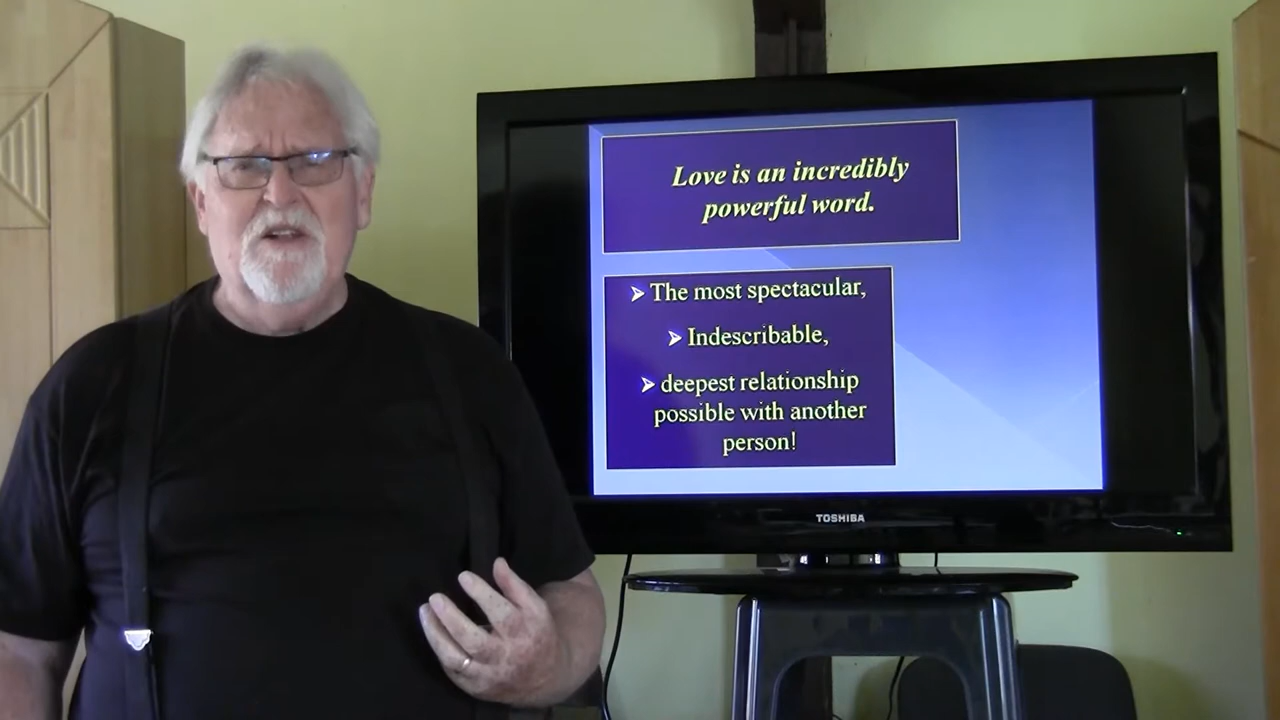 Love is an incredibly
powerful word.
➢ The most spectacular,
➢ Indescribable,
➢ deepest relationship
possible with another
person!
TOSHIBA